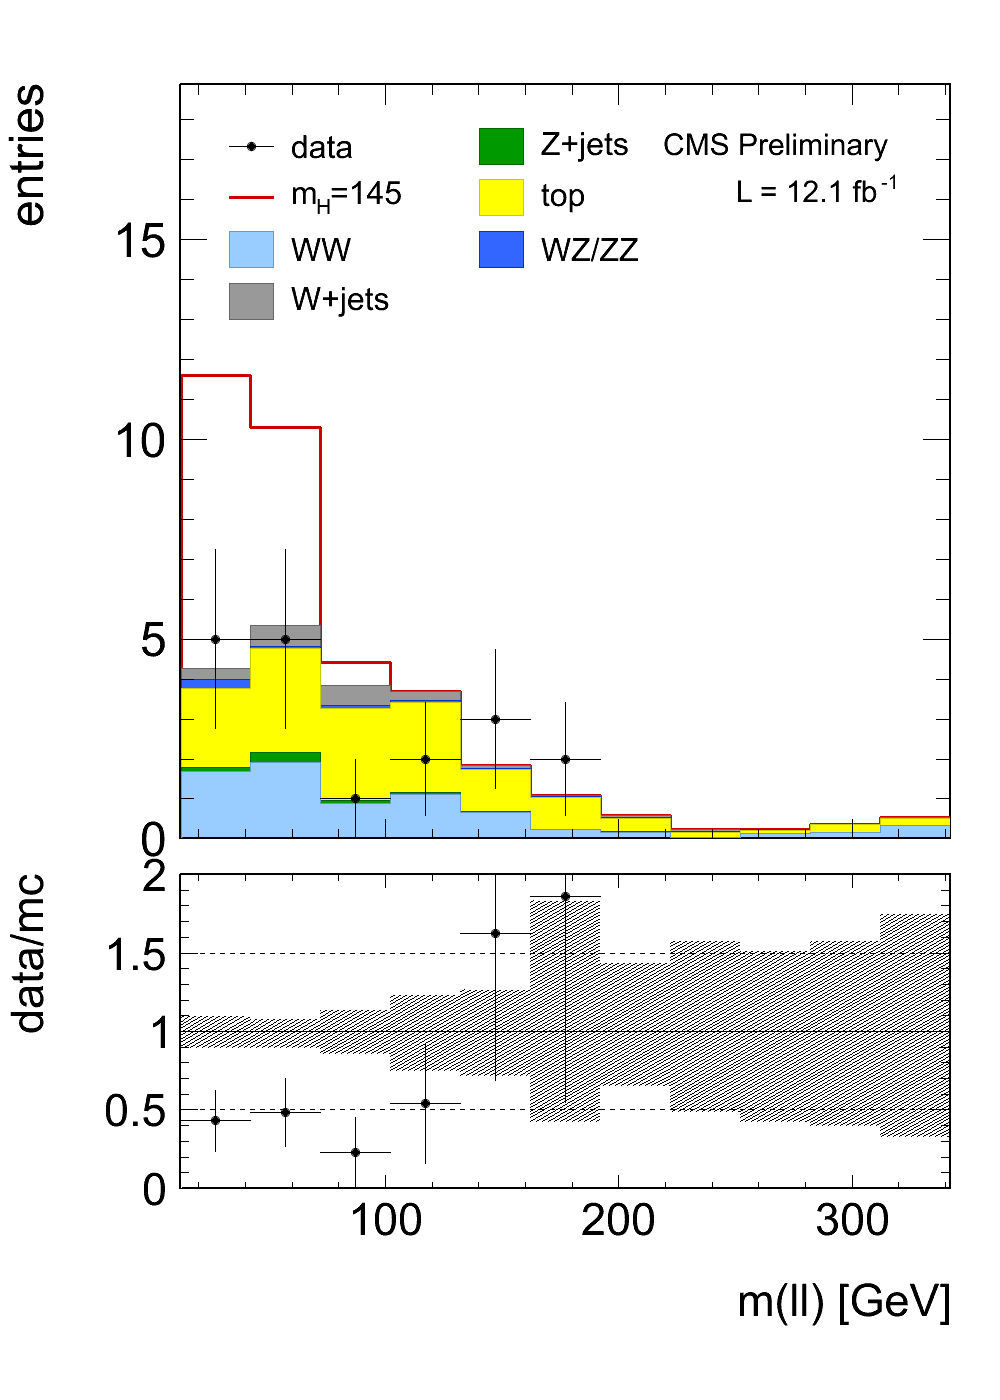 entries
data
m_H=145
WW
W+jets
Z+jets
top
WZ/ZZ
CMS Preliminary
L = 12.1 fb^-1
15
10
5
0
data/mc
2
1.5
1
0.5
0
100 200 300
m(ll) [GeV]